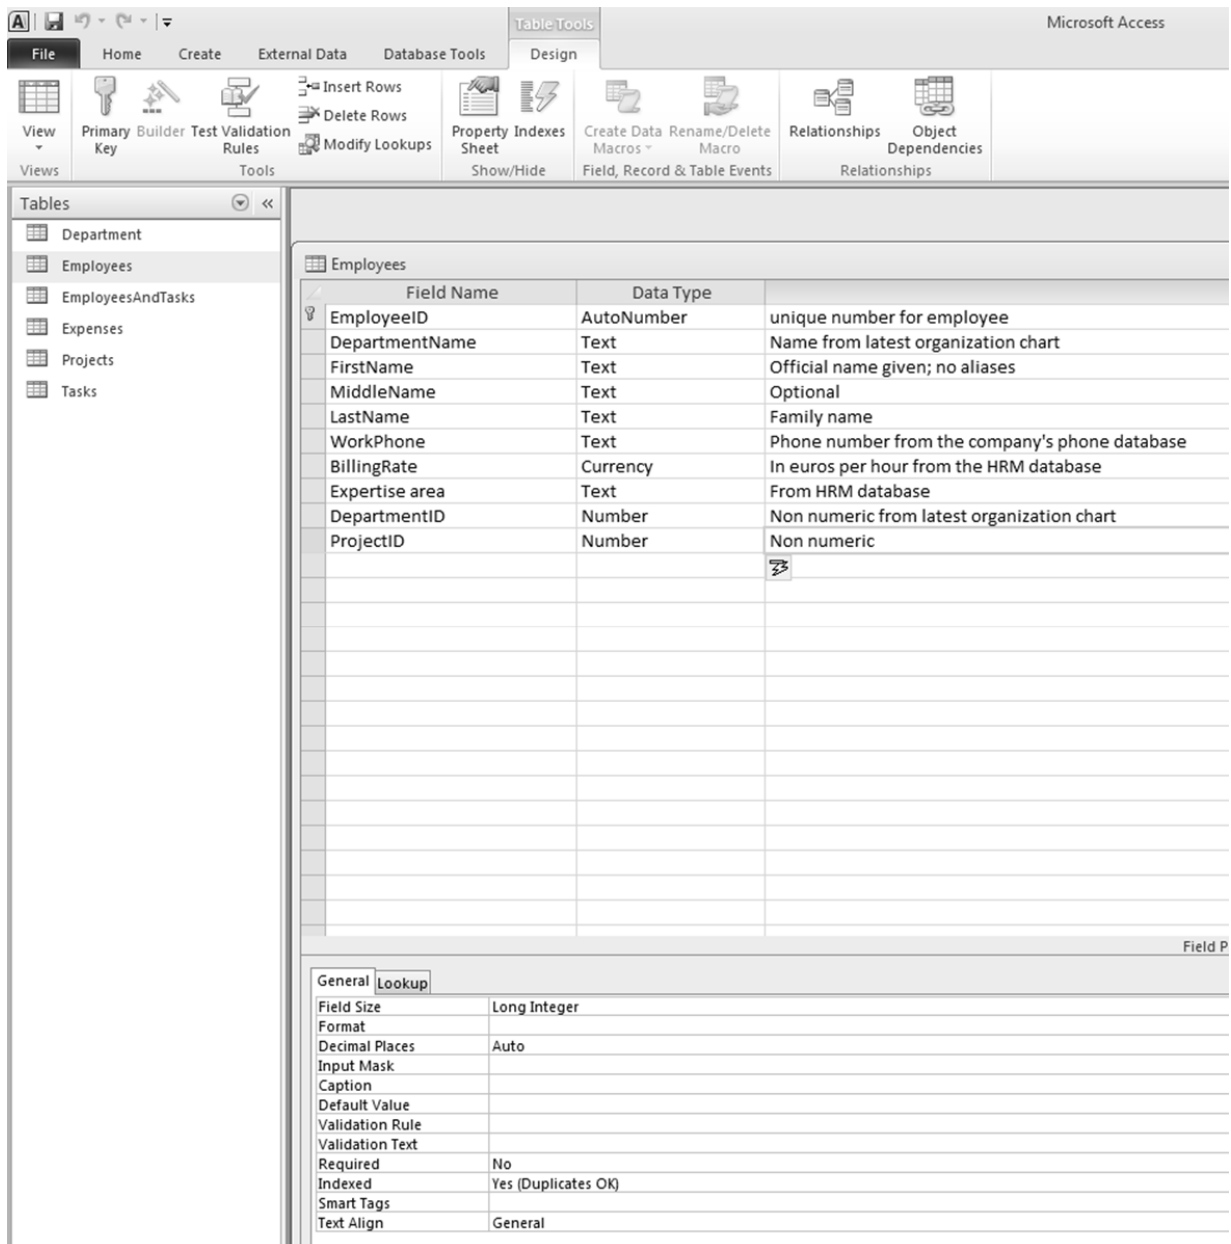 Table Tools Microsoft Access
File Home Create External Data Database Tools Design
View Primary Key Builder Test Validation Rules Insert Rows Delete Rows Modify Lookups Property Sheet Indexes Create Data Macros Rename/Delete Macro Relationships Object Dependencies
Views Tools Show/Hide Field, Record & Table Events Relationships
Tables
Department
Employees
EmployeesAndTasks
Expenses
Projects
Tasks
Employees
Field Name Data Type
EmployeeID AutoNumber unique number for employee
DepartmentName Text Name from latest organization chart
FirstName Text Official name given; no aliases
MiddleName Text Optional
LastName Text Family name
WorkPhone Text Phone number from the company's phone database
BillingRate Currency In euros per hour from the HRM database
Expertise area Text From HRM database
DepartmentID Number Non numeric from latest organization chart
ProjectID Number Non numeric
Field P
General Lookup
Field Size Long Integer
Format
Decimal Places Auto
Input Mask
Caption
Default Value
Validation Rule
Validation Text
Required No
Indexed Yes (Duplicates OK)
Smart Tags
Text Align General